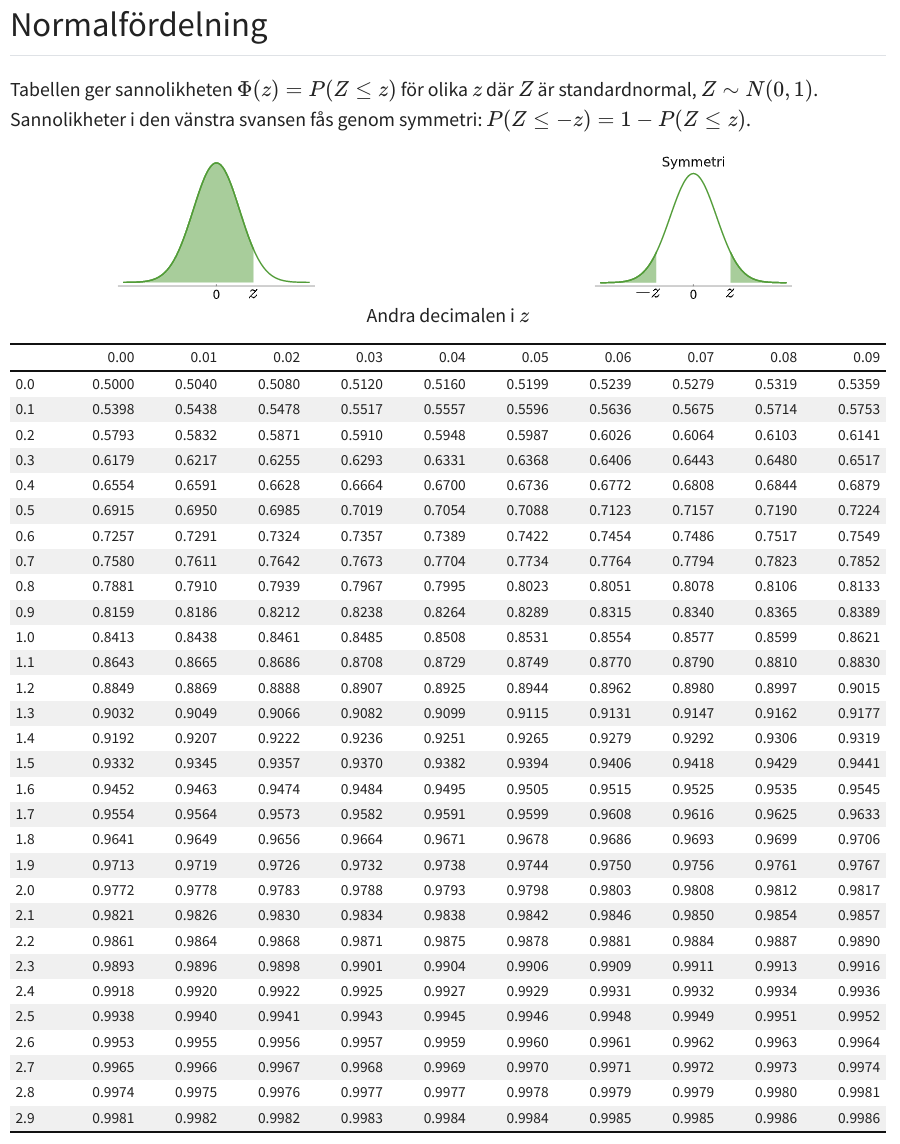 Normalfördelning
Tabellen ger sannolikheten Φ(z) = P(Z ≤ z) för olika z där Z är standardnormal, Z ∼ N(0, 1).
Sannolikheter i den vänstra svansen fås genom symmetri: P(Z ≤ −z) = 1 − P(Z ≤ z).
Symmetri
0 z
−z 0 z
Andra decimalen i z
0.00 0.01 0.02 0.03 0.04 0.05 0.06 0.07 0.08 0.09
0.0 0.5000 0.5040 0.5080 0.5120 0.5160 0.5199 0.5239 0.5279 0.5319 0.5359
0.1 0.5398 0.5438 0.5478 0.5517 0.5557 0.5596 0.5636 0.5675 0.5714 0.5753
0.2 0.5793 0.5832 0.5871 0.5910 0.5948 0.5987 0.6026 0.6064 0.6103 0.6141
0.3 0.6179 0.6217 0.6255 0.6293 0.6331 0.6368 0.6406 0.6443 0.6480 0.6517
0.4 0.6554 0.6591 0.6628 0.6664 0.6700 0.6736 0.6772 0.6808 0.6844 0.6879
0.5 0.6915 0.6950 0.6985 0.7019 0.7054 0.7088 0.7123 0.7157 0.7190 0.7224
0.6 0.7257 0.7291 0.7324 0.7357 0.7389 0.7422 0.7454 0.7486 0.7517 0.7549
0.7 0.7580 0.7611 0.7642 0.7673 0.7704 0.7734 0.7764 0.7794 0.7823 0.7852
0.8 0.7881 0.7910 0.7939 0.7967 0.7995 0.8023 0.8051 0.8078 0.8106 0.8133
0.9 0.8159 0.8186 0.8212 0.8238 0.8264 0.8289 0.8315 0.8340 0.8365 0.8389
1.0 0.8413 0.8438 0.8461 0.8485 0.8508 0.8531 0.8554 0.8577 0.8599 0.8621
1.1 0.8643 0.8665 0.8686 0.8708 0.8729 0.8749 0.8770 0.8790 0.8810 0.8830
1.2 0.8849 0.8869 0.8888 0.8907 0.8925 0.8944 0.8962 0.8980 0.8997 0.9015
1.3 0.9032 0.9049 0.9066 0.9082 0.9099 0.9115 0.9131 0.9147 0.9162 0.9177
1.4 0.9192 0.9207 0.9222 0.9236 0.9251 0.9265 0.9279 0.9292 0.9306 0.9319
1.5 0.9332 0.9345 0.9357 0.9370 0.9382 0.9394 0.9406 0.9418 0.9429 0.9441
1.6 0.9452 0.9463 0.9474 0.9484 0.9495 0.9505 0.9515 0.9525 0.9535 0.9545
1.7 0.9554 0.9564 0.9573 0.9582 0.9591 0.9599 0.9608 0.9616 0.9625 0.9633
1.8 0.9641 0.9649 0.9656 0.9664 0.9671 0.9678 0.9686 0.9693 0.9699 0.9706
1.9 0.9713 0.9719 0.9726 0.9732 0.9738 0.9744 0.9750 0.9756 0.9761 0.9767
2.0 0.9772 0.9778 0.9783 0.9788 0.9793 0.9798 0.9803 0.9808 0.9812 0.9817
2.1 0.9821 0.9826 0.9830 0.9834 0.9838 0.9842 0.9846 0.9850 0.9854 0.9857
2.2 0.9861 0.9864 0.9868 0.9871 0.9875 0.9878 0.9881 0.9884 0.9887 0.9890
2.3 0.9893 0.9896 0.9898 0.9901 0.9904 0.9906 0.9909 0.9911 0.9913 0.9916
2.4 0.9918 0.9920 0.9922 0.9925 0.9927 0.9929 0.9931 0.9932 0.9934 0.9936
2.5 0.9938 0.9940 0.9941 0.9943 0.9945 0.9946 0.9948 0.9949 0.9951 0.9952
2.6 0.9953 0.9955 0.9956 0.9957 0.9959 0.9960 0.9961 0.9962 0.9963 0.9964
2.7 0.9965 0.9966 0.9967 0.9968 0.9969 0.9970 0.9971 0.9972 0.9973 0.9974
2.8 0.9974 0.9975 0.9976 0.9977 0.9977 0.9978 0.9979 0.9979 0.9980 0.9981
2.9 0.9981 0.9982 0.9982 0.9983 0.9984 0.9984 0.9985 0.9985 0.9986 0.9986